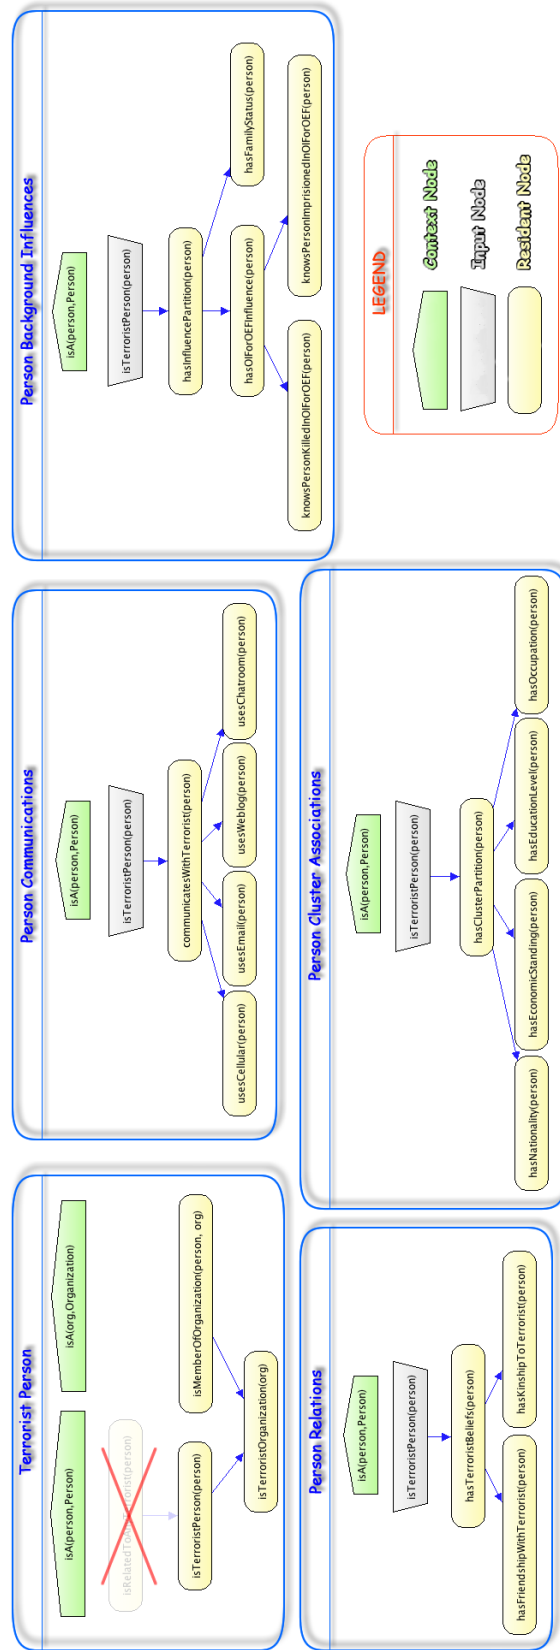 Terrorist Person
isA(person,Person)
isA(org,Organization)
isRelatedToAnyTerrorist(person)
isTerroristPerson(person)
isMemberOfOrganization(person, org)
isTerroristOrganization(org)
Person Communications
isA(person,Person)
isTerroristPerson(person)
communicatesWithTerrorist(person)
usesCellular(person)
usesEmail(person)
usesWeblog(person)
usesChatroom(person)
Person Background Influences
isA(person,Person)
isTerroristPerson(person)
hasInfluencePartition(person)
hasOIForOEFInfluence(person)
hasFamilyStatus(person)
knowsPersonKilledInOIForOEF(person)
knowsPersonImprisionedInOIForOEF(person)
Person Relations
isA(person,Person)
isTerroristPerson(person)
hasTerroristBeliefs(person)
hasFriendshipWithTerrorist(person)
hasKinshipToTerrorist(person)
Person Cluster Associations
isA(person,Person)
isTerroristPerson(person)
hasClusterPartition(person)
hasNationality(person)
hasEconomicStanding(person)
hasEducationLevel(person)
hasOccupation(person)
LEGEND
Context Node
Input Node
Resident Node